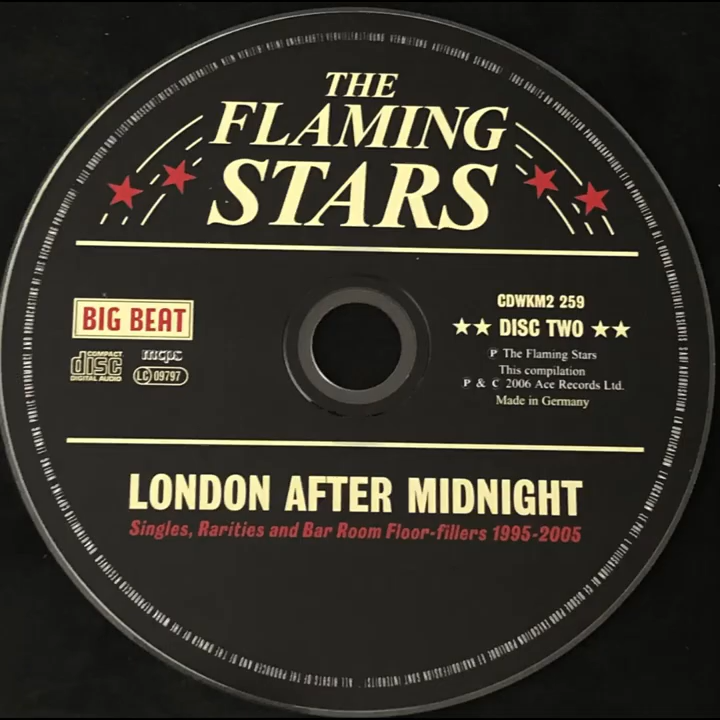 THE
FLAMING
STARS
BIG BEAT
COMPACT
disc
DIGITAL AUDIO
mcps
LC 09797
CDWKM2 259
★★ DISC TWO ★★
Ⓟ The Flaming Stars
This compilation
Ⓟ & Ⓒ 2006 Ace Records Ltd.
Made in Germany
LONDON AFTER MIDNIGHT
Singles, Rarities and Bar Room Floor-fillers 1995-2005